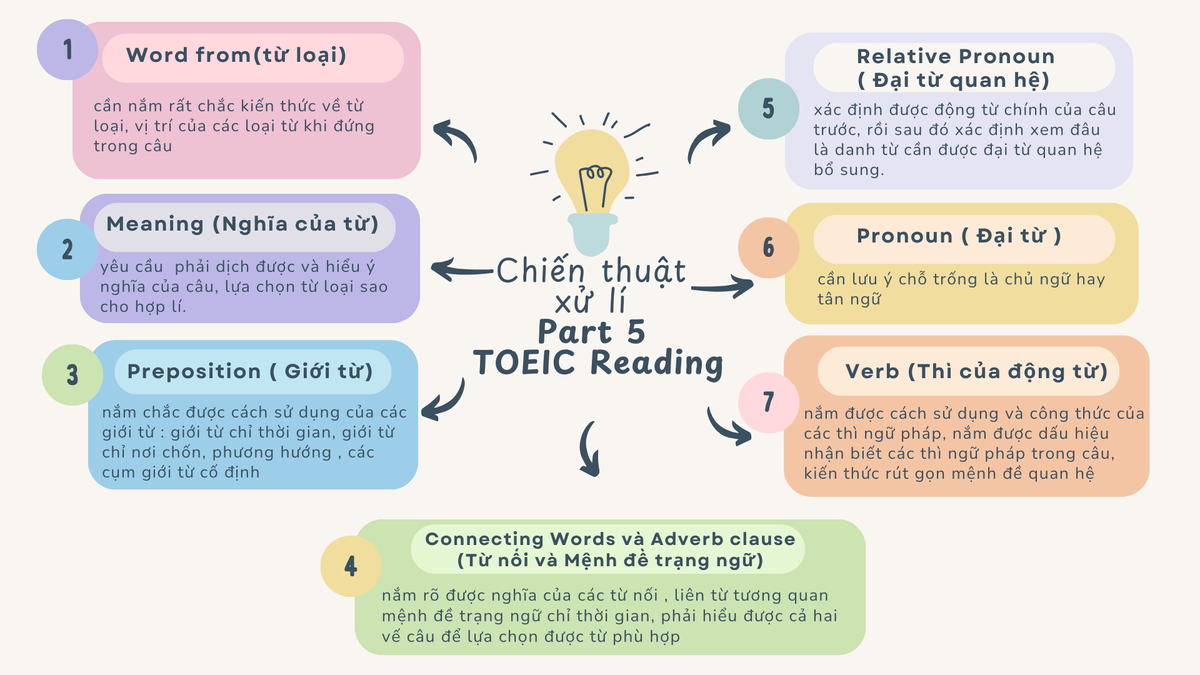 Chiến thuật
xử lí
Part 5
TOEIC Reading
1
Word from(từ loại)
cần nắm rất chắc kiến thức về từ
loại, vị trí của các loại từ khi đứng
trong câu
2
Meaning (Nghĩa của từ)
yêu cầu phải dịch được và hiểu ý
nghĩa của câu, lựa chọn từ loại sao
cho hợp lí.
3
Preposition ( Giới từ)
nắm chắc được cách sử dụng của các
giới từ : giới từ chỉ thời gian, giới từ
chỉ nơi chốn, phương hướng , các
cụm giới từ cố định
4
Connecting Words và Adverb clause
(Từ nối và Mệnh đề trạng ngữ)
nắm rõ được nghĩa của các từ nối , liên từ tương quan
mệnh đề trạng ngữ chỉ thời gian, phải hiểu được cả hai
vế câu để lựa chọn được từ phù hợp
5
Relative Pronoun
( Đại từ quan hệ)
xác định được động từ chính của câu
trước, rồi sau đó xác định xem đâu
là danh từ cần được đại từ quan hệ
bổ sung.
6
Pronoun ( Đại từ )
cần lưu ý chỗ trống là chủ ngữ hay
tân ngữ
7
Verb (Thì của động từ)
nắm được cách sử dụng và công thức của
các thì ngữ pháp, nắm được dấu hiệu
nhận biết các thì ngữ pháp trong câu,
kiến thức rút gọn mệnh đề quan hệ